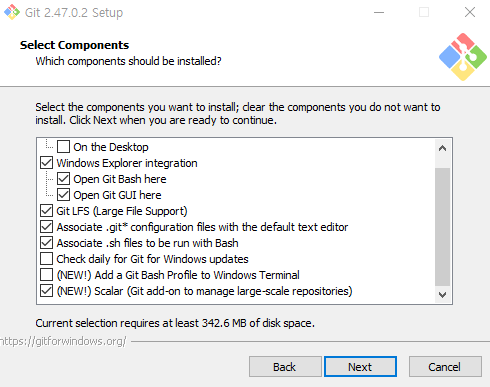 Git 2.47.0.2 Setup
Select Components
Which components should be installed?
Select the components you want to install; clear the components you do not want to
install. Click Next when you are ready to continue.
On the Desktop
Windows Explorer integration
Open Git Bash here
Open Git GUI here
Git LFS (Large File Support)
Associate .git* configuration files with the default text editor
Associate .sh files to be run with Bash
Check daily for Git for Windows updates
(NEW!) Add a Git Bash Profile to Windows Terminal
(NEW!) Scalar (Git add-on to manage large-scale repositories)
Current selection requires at least 342.6 MB of disk space.
https://gitforwindows.org/
Back Next Cancel